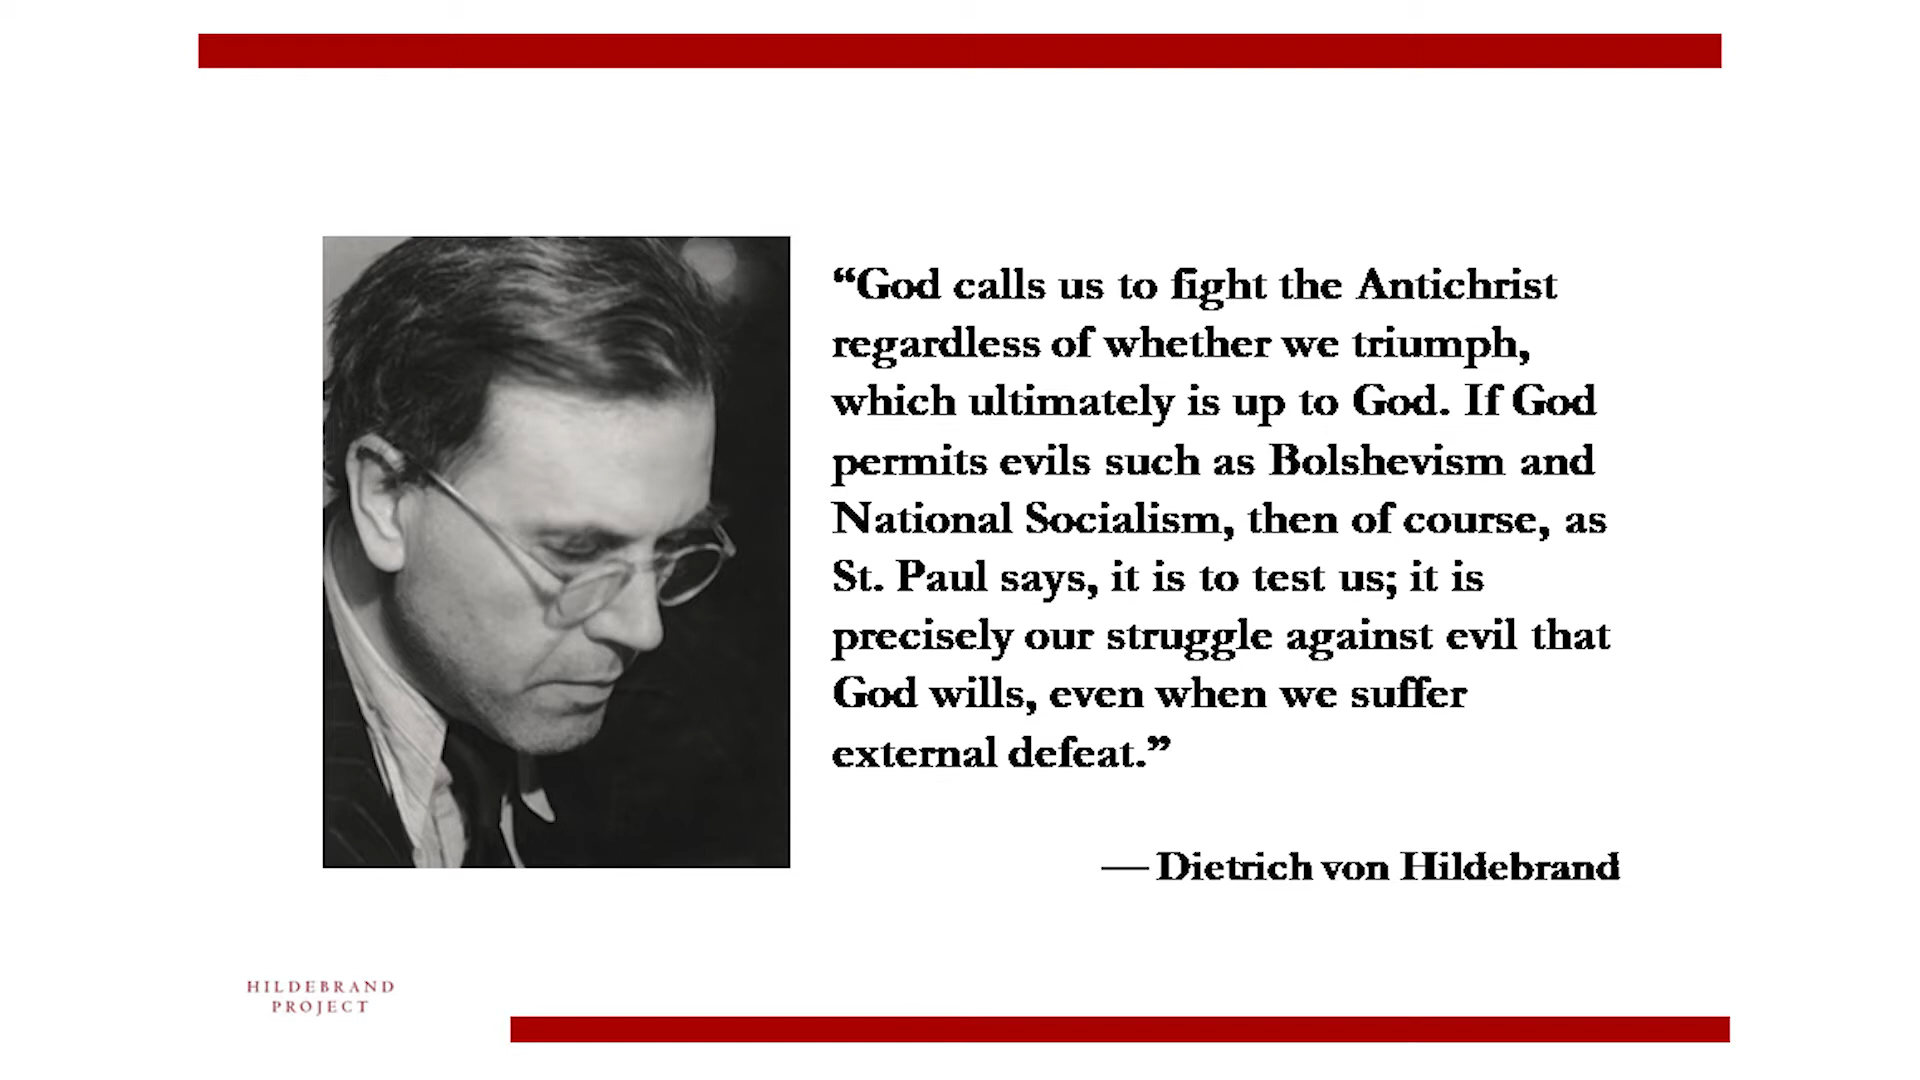 “God calls us to fight the Antichrist
regardless of whether we triumph,
which ultimately is up to God. If God
permits evils such as Bolshevism and
National Socialism, then of course, as
St. Paul says, it is to test us; it is
precisely our struggle against evil that
God wills, even when we suffer
external defeat.”
— Dietrich von Hildebrand
HILDEBRAND
PROJECT